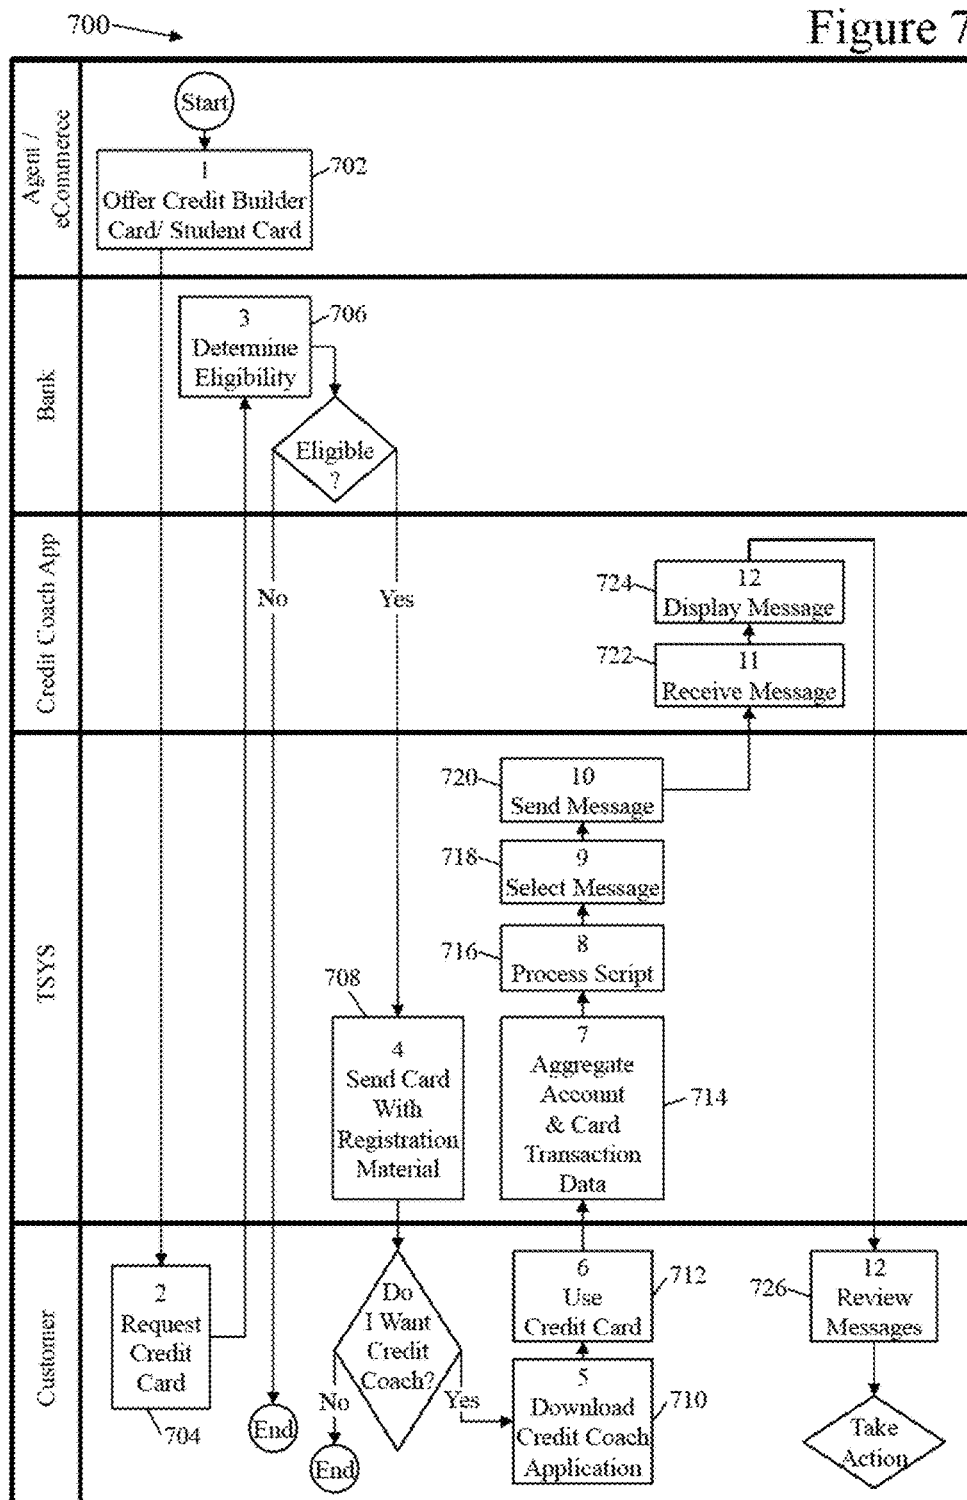 700
Figure 7
Agent /
eCommerce
Start
1
Offer Credit Builder
Card/ Student Card
702
Bank
3
Determine
Eligibility
706
Eligible
?
Credit Coach App
No
Yes
724
12
Display Message
722
11
Receive Message
TSYS
720
10
Send Message
718
9
Select Message
716
8
Process Script
708
4
Send Card
With
Registration
Material
7
Aggregate
Account
& Card
Transaction
Data
714
Customer
2
Request
Credit
Card
704
End
Do
I Want
Credit
Coach?
No
Yes
End
6
Use
Credit Card
712
5
Download
Credit Coach
Application
710
726
12
Review
Messages
Take
Action